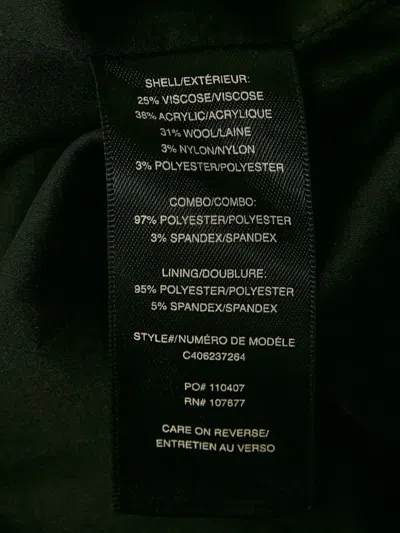 SHELL/EXTÉRIEUR:
25% VISCOSE/VISCOSE
38% ACRYLIC/ACRYLIQUE
31% WOOL/LAINE
3% NYLON/NYLON
3% POLYESTER/POLYESTER
COMBO/COMBO:
97% POLYESTER/POLYESTER
3% SPANDEX/SPANDEX
LINING/DOUBLURE:
95% POLYESTER/POLYESTER
5% SPANDEX/SPANDEX
STYLE#/NUMÉRO DE MODÈLE
C406237264
PO# 110407
RN# 107677
CARE ON REVERSE/
ENTRETIEN AU VERSO